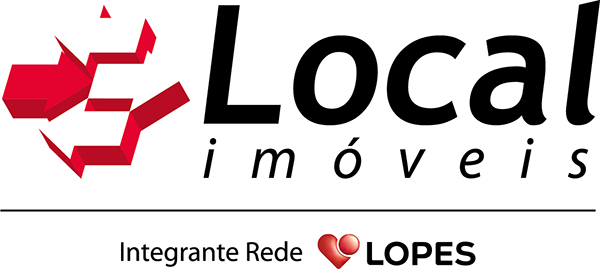 Local
imóveis
Integrante Rede LOPES